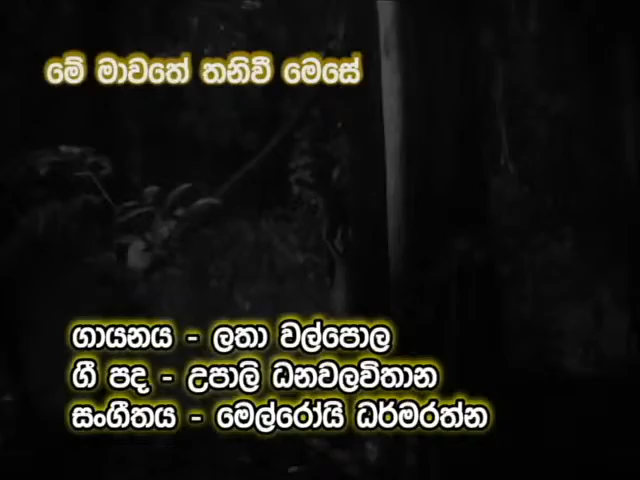 මේ මාවතේ තනිවී මෙසේ
ගායනය - ලතා වල්පොල
ගී පද - උපාලි ධනවලවිතාන
සංගීතය - මෙල්රෝයි ධර්මරත්න